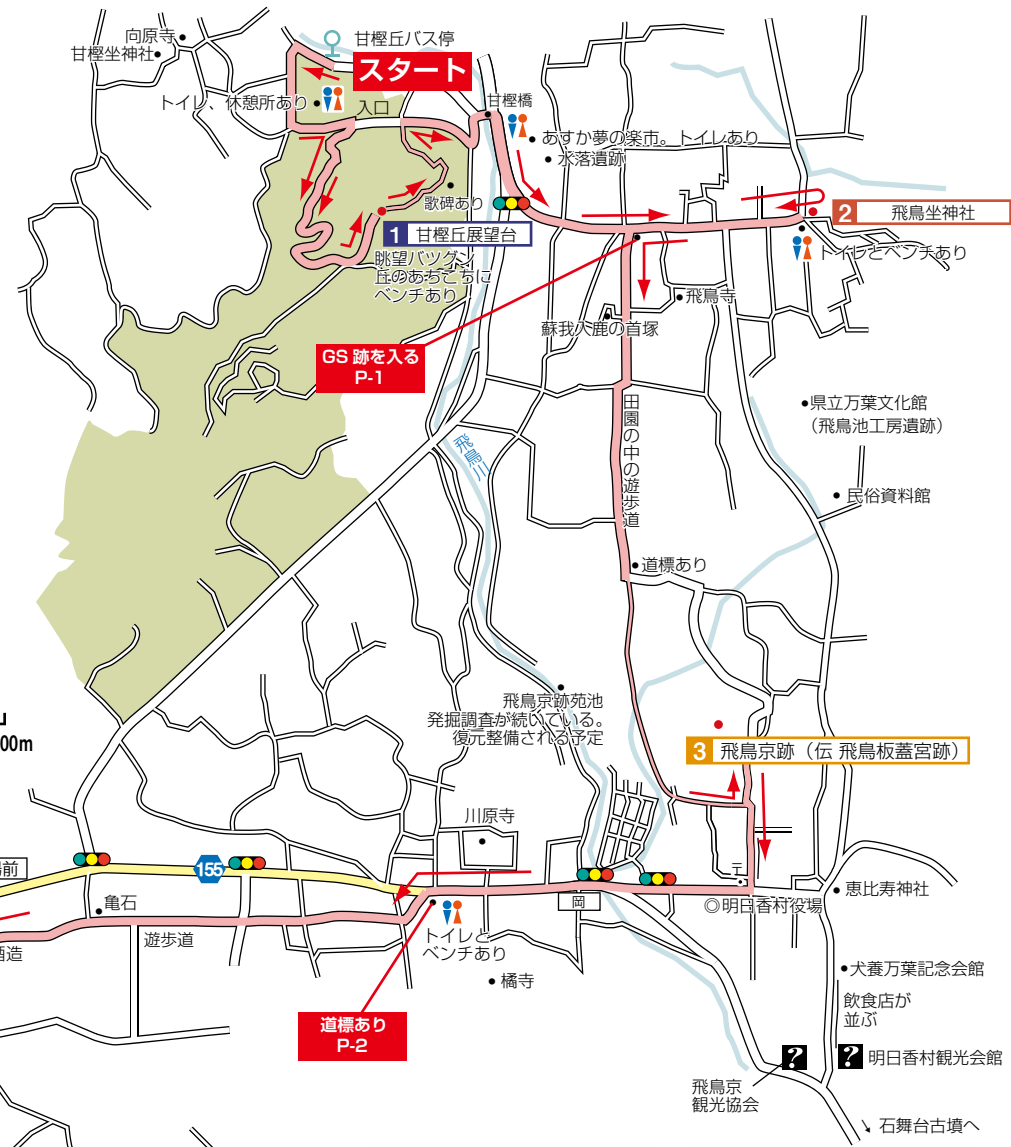 向原寺
甘樫坐神社
甘樫丘バス停
スタート
トイレ、休憩所あり
入口
甘樫橋
あすか夢の楽市。トイレあり
水落遺跡
歌碑あり
1 甘樫丘展望台
眺望バツグン
丘のあちこちに
ベンチあり
2 飛鳥坐神社
トイレとベンチあり
飛鳥寺
蘇我入鹿の首塚
GS 跡を入る
P-1
田園の中の遊歩道
飛鳥川
県立万葉文化館
（飛鳥池工房遺跡）
民俗資料館
道標あり
飛鳥京跡苑池
発掘調査が続いている。
復元整備される予定
00m
3 飛鳥京跡（伝 飛鳥板蓋宮跡）
川原寺
155
前
亀石
遊歩道
酒造
トイレと
ベンチあり
岡
〒
◎明日香村役場
恵比寿神社
橘寺
道標あり
P-2
犬養万葉記念会館
飲食店が
並ぶ
?
? 明日香村観光会館
飛鳥京
観光協会
石舞台古墳へ